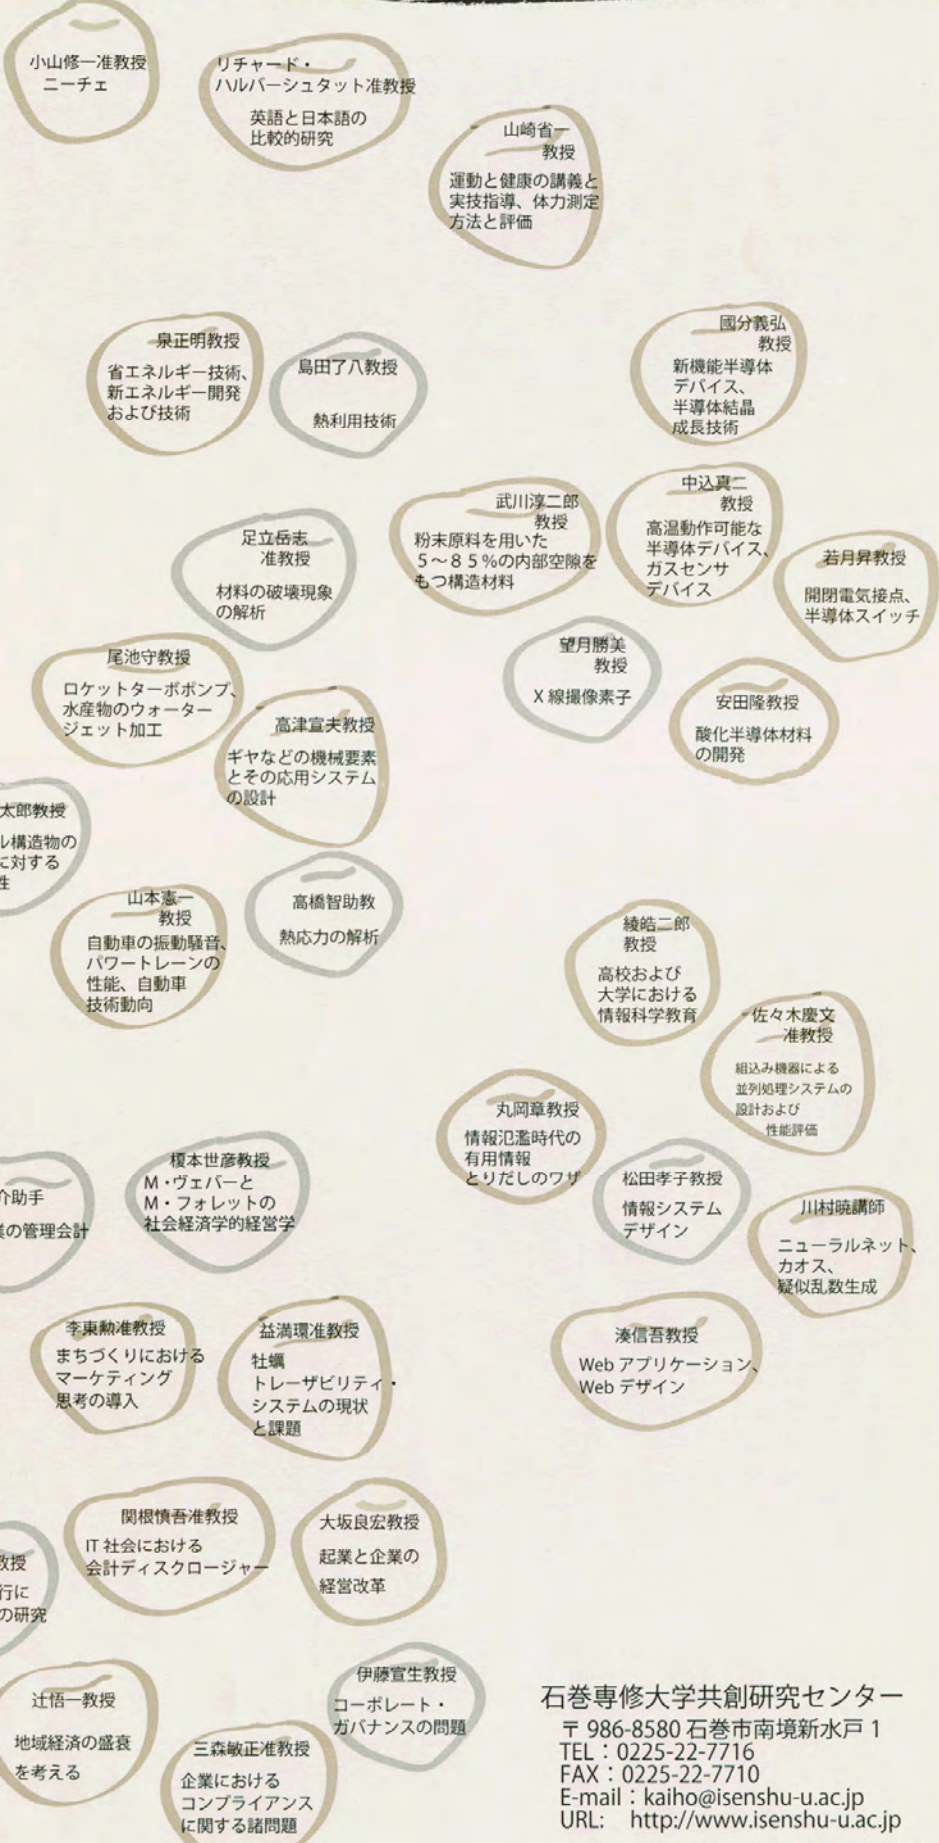 小山修一准教授
ニーチェ
リチャード・
ハルバーシュタット准教授
英語と日本語の
比較的研究
山崎省一
教授
運動と健康の講義と
実技指導、体力測定
方法と評価
泉正明教授
省エネルギー技術、
新エネルギー開発
および技術
島田了八教授
熱利用技術
國分義弘
教授
新機能半導体
デバイス、
半導体結晶
成長技術
足立岳志
准教授
材料の破壊現象
の解析
武川淳二郎
教授
粉末原料を用いた
5～85%の内部空隙を
もつ構造材料
中込真二
教授
高温動作可能な
半導体デバイス、
ガスセンサ
デバイス
若月昇教授
開閉電気接点、
半導体スイッチ
尾池守教授
ロケットターボポンプ、
水産物のウォーター
ジェット加工
高津宣夫教授
ギヤなどの機械要素
とその応用システム
の設計
望月勝美
教授
X 線撮像素子
安田隆教授
酸化半導体材料
の開発
太郎教授
ル構造物の
に対する
性
山本憲一
教授
自動車の振動騒音、
パワートレーンの
性能、自動車
技術動向
高橋智助教
熱応力の解析
綾皓二郎
教授
高校および
大学における
情報科学教育
佐々木慶文
准教授
組込み機器による
並列処理システムの
設計および
性能評価
丸岡章教授
情報氾濫時代の
有用情報
とりだしのワザ
松田孝子教授
情報システム
デザイン
川村暁講師
ニューラルネット、
カオス、
疑似乱数生成
湊信吾教授
Web アプリケーション、
Web デザイン
介助手
業の管理会計
榎本世彦教授
M・ヴェバーと
M・フォレットの
社会経済学的経営学
李東勲准教授
まちづくりにおける
マーケティング
思考の導入
益満環准教授
牡蠣
トレーザビリティ・
システムの現状
と課題
関根慎吾准教授
IT 社会における
会計ディスクロージャー
大坂良宏教授
起業と企業の
経営改革
教授
行に
の研究
辻悟一教授
地域経済の盛衰
を考える
三森敏正准教授
企業における
コンプライアンス
に関する諸問題
伊藤宣生教授
コーポレート・
ガバナンスの問題
石巻専修大学共創研究センター
〒 986-8580 石巻市南境新水戸 1
TEL：0225-22-7716
FAX：0225-22-7710
E-mail：kaiho@isenshu-u.ac.jp
URL:　http://www.isenshu-u.ac.jp